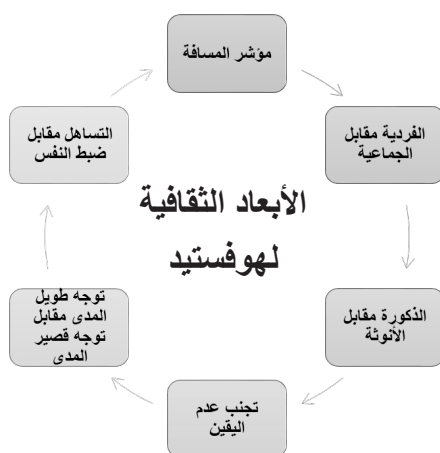 مؤشر المسافة
الفردية مقابل
الجماعية
الذكورة مقابل
الأنوثة
تجنب عدم
اليقين
توجه طويل
المدى مقابل
توجه قصير
المدى
التساهل مقابل
ضبط النفس
الأبعاد الثقافية
لهوفستيد